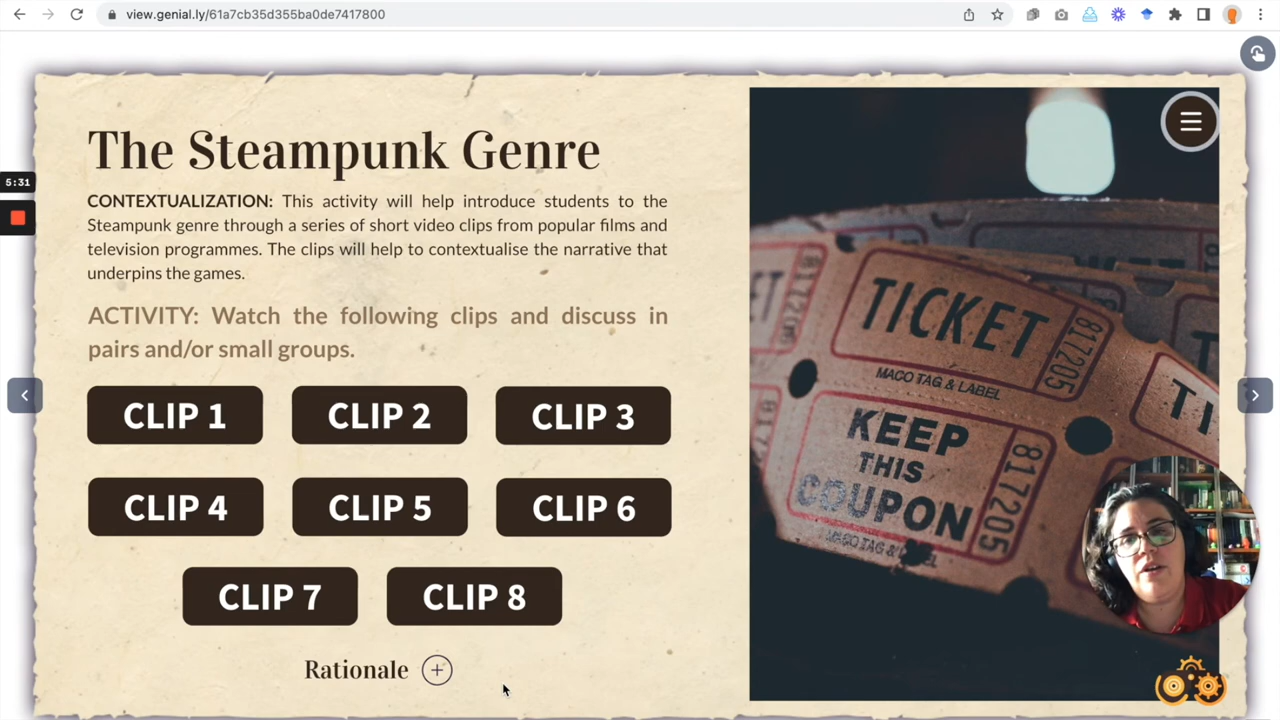 view.genial.ly/61a7cb35d355ba0de7417800
The Steampunk Genre
5:31
CONTEXTUALIZATION: This activity will help introduce students to the
Steampunk genre through a series of short video clips from popular films and
television programmes. The clips will help to contextualise the narrative that
underpins the games.
ACTIVITY: Watch the following clips and discuss in
pairs and/or small groups.
CLIP 1
CLIP 2
CLIP 3
CLIP 4
CLIP 5
CLIP 6
CLIP 7
CLIP 8
Rationale
TICKET
817205
MACO TAG & LABEL
KEEP
THIS
COUPON
817205
MACO TAG & LABEL